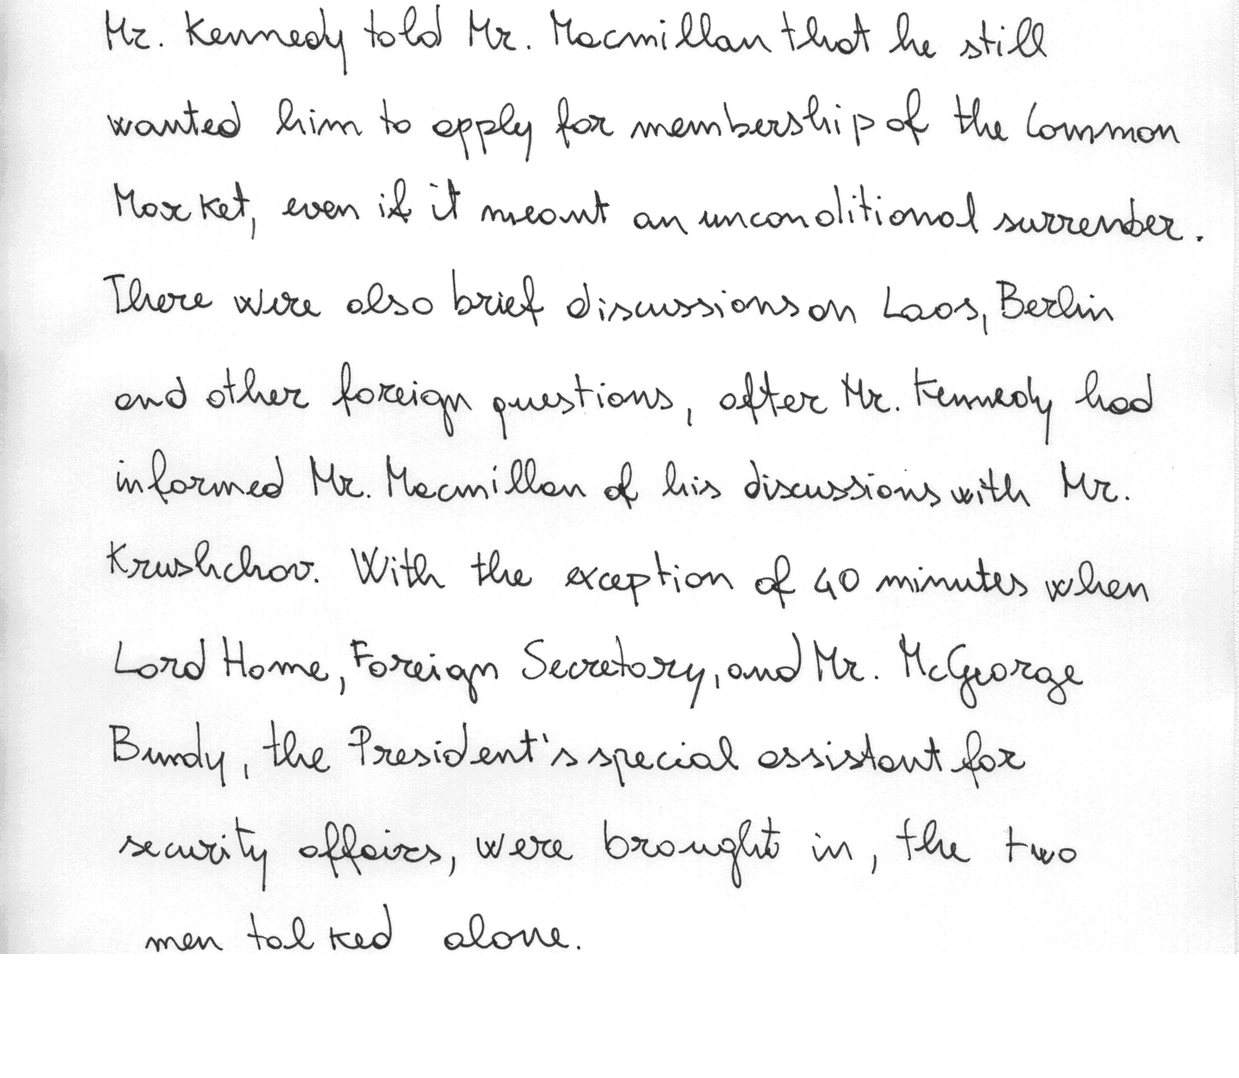 Mr. Kennedy told Mr. Macmillan that he still
wanted him to apply for membership of the Common
Market, even if it meant an unconditional surrender.
There were also brief discussions on Laos, Berlin
and other foreign questions, after Mr. Kennedy had
informed Mr. Macmillan of his discussions with Mr.
Krushchov. With the exception of 40 minutes when
Lord Home, Foreign Secretary, and Mr. McGeorge
Bundy, the President's special assistant for
security affairs, were brought in, the two
men talked alone.